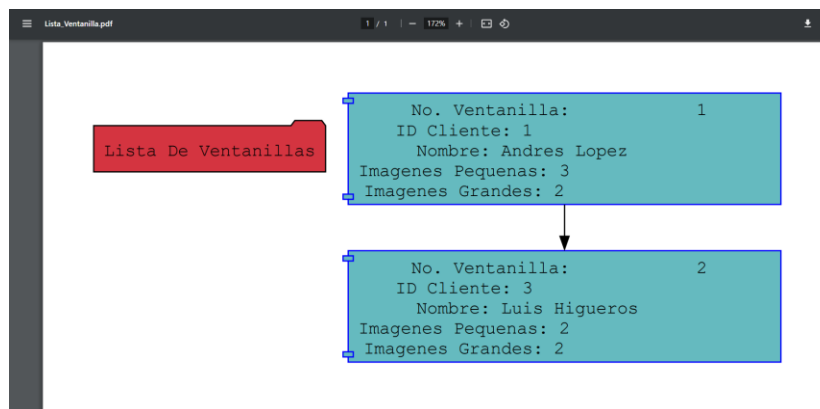 Lista_Ventanilla.pdf
1 / 1
172%
Lista De Ventanillas
No. Ventanilla: 1
ID Cliente: 1
Nombre: Andres Lopez
Imagenes Pequenas: 3
Imagenes Grandes: 2
No. Ventanilla: 2
ID Cliente: 3
Nombre: Luis Higueros
Imagenes Pequenas: 2
Imagenes Grandes: 2